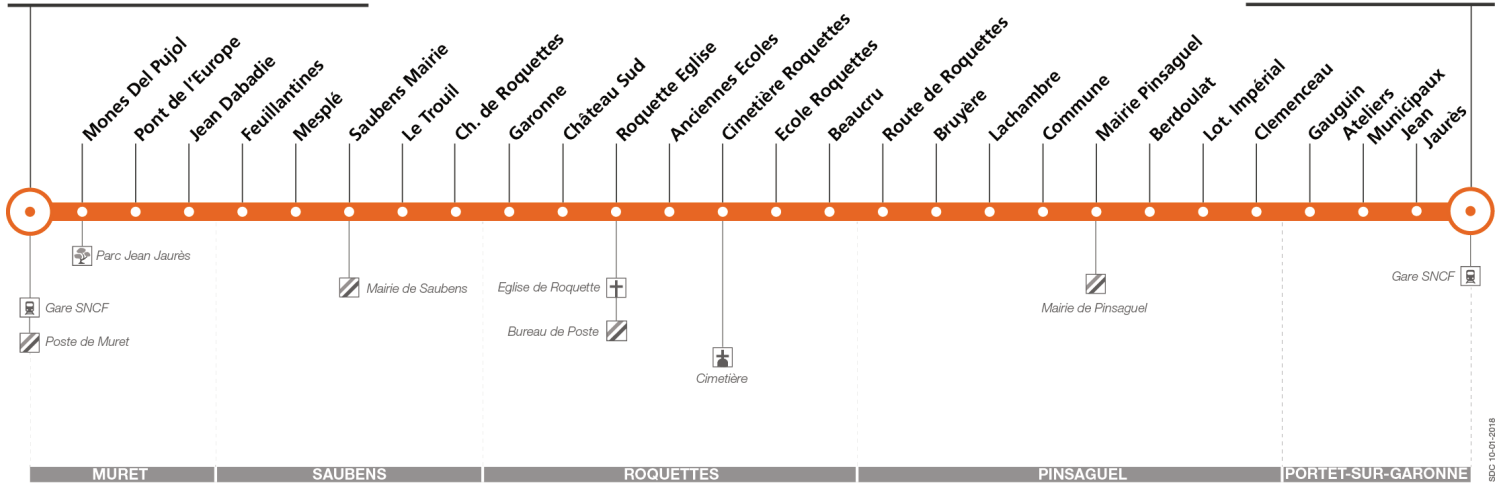 Mones Del Pujol
Pont de l'Europe
Jean Dabadie
Feuillantines
Mesplé
Saubens Mairie
Le Trouil
Ch. de Roquettes
Garonne
Château Sud
Roquette Eglise
Anciennes Ecoles
Cimetière Roquettes
Ecole Roquettes
Beaucru
Route de Roquettes
Bruyère
Lachambre
Commune
Mairie Pinsaguel
Berdoulat
Lot. Impérial
Clemenceau
Gauguin
Ateliers
Municipaux
Jean
Jaurès
Parc Jean Jaurès
Gare SNCF
Poste de Muret
Mairie de Saubens
Eglise de Roquette
Bureau de Poste
Cimetière
Mairie de Pinsaguel
Gare SNCF
MURET
SAUBENS
ROQUETTES
PINSAGUEL
PORTET-SUR-GARONNE
SDC 10-01-2018